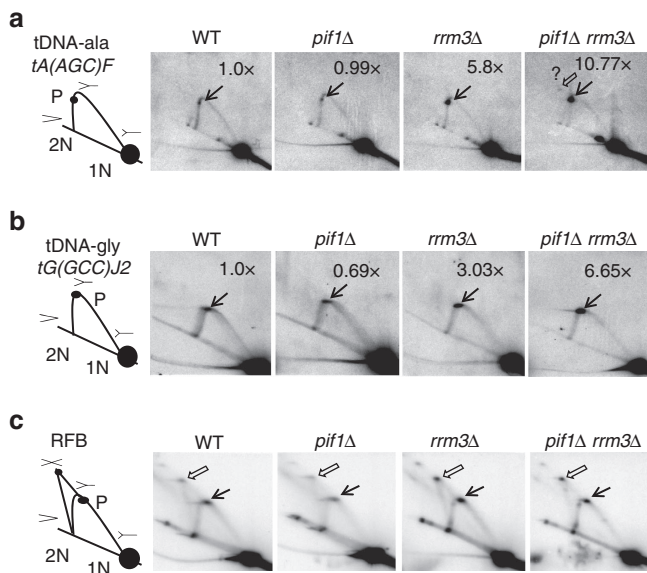 a
tDNA-ala
tA(AGC)F
WT pif1Δ rrm3Δ pif1Δ rrm3Δ
1.0× 0.99× 5.8× 10.77×
?
P
2N
1N
b
tDNA-gly
tG(GCC)J2
WT pif1Δ rrm3Δ pif1Δ rrm3Δ
1.0× 0.69× 3.03× 6.65×
P
2N
1N
c
RFB
WT pif1Δ rrm3Δ pif1Δ rrm3Δ
P
2N
1N